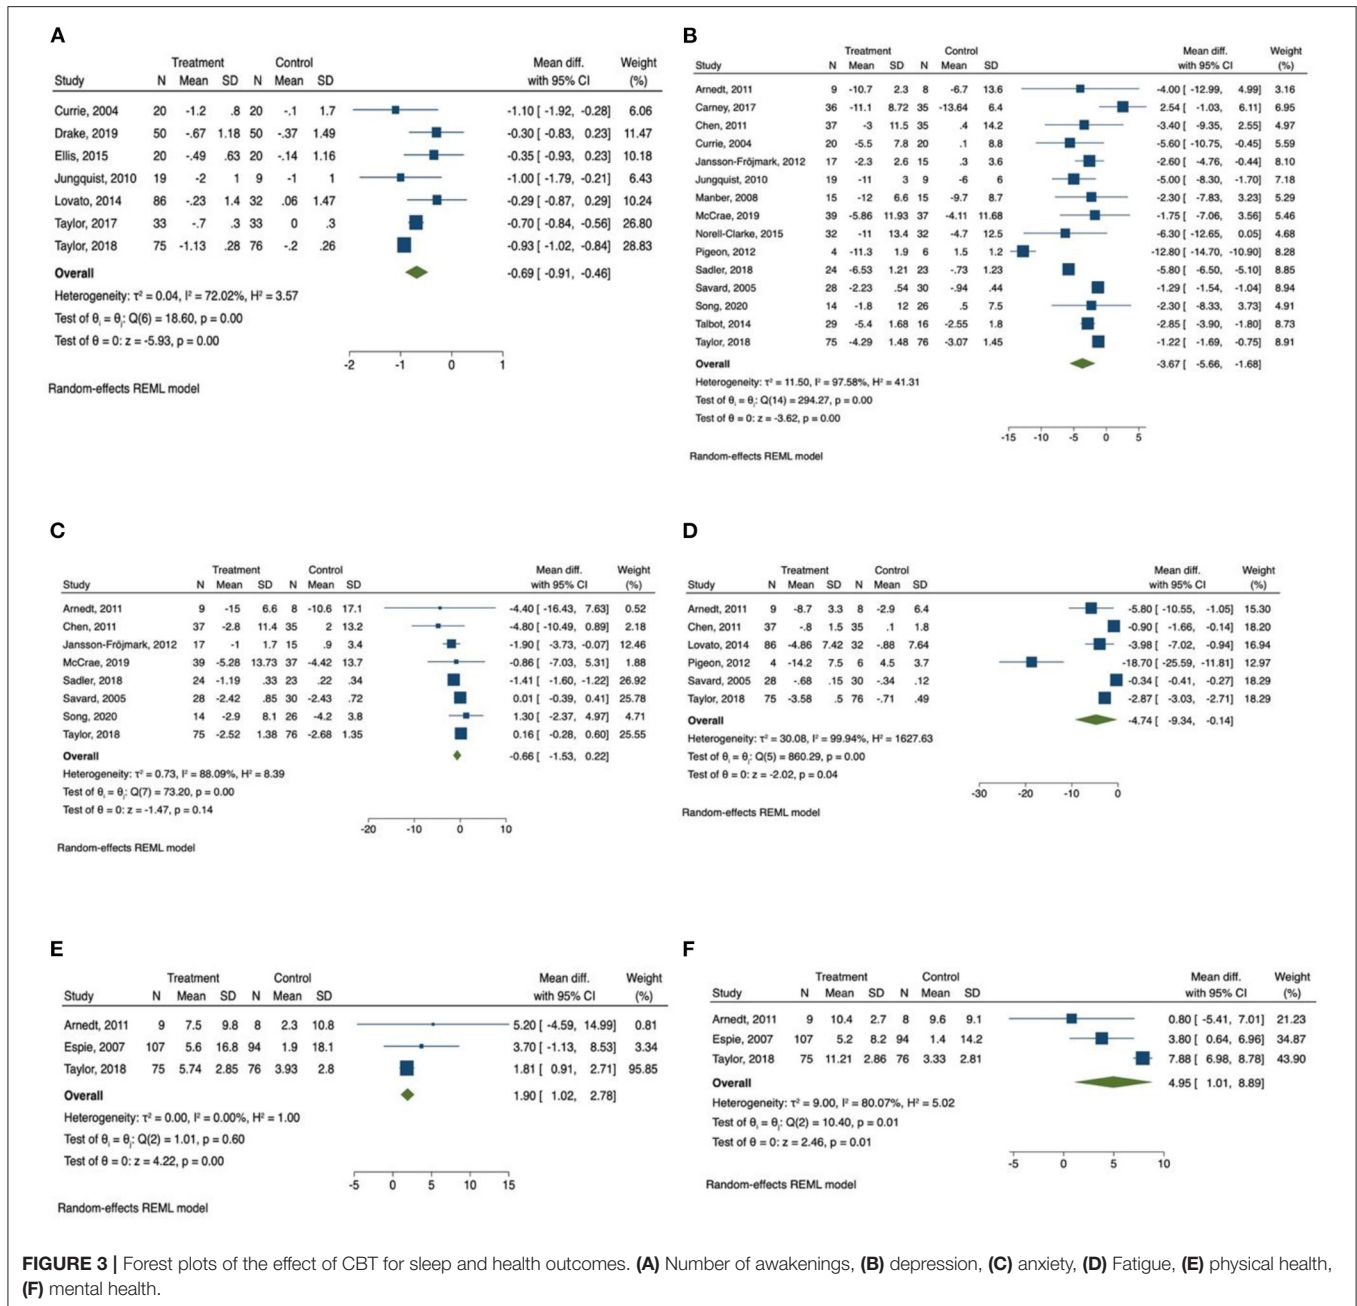 A
Treatment Control Mean diff. Weight
Study N Mean SD N Mean SD with 95% CI (%)
Currie, 2004 20 -1.2 .8 20 -.1 1.7 -1.10 [ -1.92, -0.28] 6.06
Drake, 2019 50 -.67 1.18 50 -.37 1.49 -0.30 [ -0.83, 0.23] 11.47
Ellis, 2015 20 -.49 .63 20 -.14 1.16 -0.35 [ -0.93, 0.23] 10.18
Jungquist, 2010 19 -2 1 9 -1 1 -1.00 [ -1.79, -0.21] 6.43
Lovato, 2014 86 -.23 1.4 32 .06 1.47 -0.29 [ -0.87, 0.29] 10.24
Taylor, 2017 33 -.7 .3 33 0 .3 -0.70 [ -0.84, -0.56] 26.80
Taylor, 2018 75 -1.13 .28 76 -.2 .26 -0.93 [ -1.02, -0.84] 28.83
Overall -0.69 [ -0.91, -0.46]
Heterogeneity: τ² = 0.04, I² = 72.02%, H² = 3.57
Test of θᵢ = θⱼ: Q(6) = 18.60, p = 0.00
Test of θ = 0: z = -5.93, p = 0.00
-2 -1 0 1
Random-effects REML model
B
Treatment Control Mean diff. Weight
Study N Mean SD N Mean SD with 95% CI (%)
Arnedt, 2011 9 -10.7 2.3 8 -6.7 13.6 -4.00 [ -12.99, 4.99] 3.16
Carney, 2017 36 -11.1 8.72 35 -13.64 6.4 2.54 [ -1.03, 6.11] 6.95
Chen, 2011 37 -3 11.5 35 .4 14.2 -3.40 [ -9.35, 2.55] 4.97
Currie, 2004 20 -5.5 7.8 20 .1 8.8 -5.60 [ -10.75, -0.45] 5.59
Jansson-Fröjmark, 2012 17 -2.3 2.6 15 .3 3.6 -2.60 [ -4.76, -0.44] 8.10
Jungquist, 2010 19 -11 3 9 -6 6 -5.00 [ -8.30, -1.70] 7.18
Manber, 2008 15 -12 6.6 15 -9.7 8.7 -2.30 [ -7.83, 3.23] 5.29
McCrae, 2019 39 -5.86 11.93 37 -4.11 11.68 -1.75 [ -7.06, 3.56] 5.46
Norell-Clarke, 2015 32 -11 13.4 32 -4.7 12.5 -6.30 [ -12.65, 0.05] 4.68
Pigeon, 2012 4 -11.3 1.9 6 1.5 1.2 -12.80 [ -14.70, -10.90] 8.28
Sadler, 2018 24 -6.53 1.21 23 -.73 1.23 -5.80 [ -6.50, -5.10] 8.85
Savard, 2005 28 -2.23 .54 30 -.94 .44 -1.29 [ -1.54, -1.04] 8.94
Song, 2020 14 -1.8 12 26 .5 7.5 -2.30 [ -8.33, 3.73] 4.91
Talbot, 2014 29 -5.4 1.68 16 -2.55 1.8 -2.85 [ -3.90, -1.80] 8.73
Taylor, 2018 75 -4.29 1.48 76 -3.07 1.45 -1.22 [ -1.69, -0.75] 8.91
Overall -3.67 [ -5.66, -1.68]
Heterogeneity: τ² = 11.50, I² = 97.58%, H² = 41.31
Test of θᵢ = θⱼ: Q(14) = 294.27, p = 0.00
Test of θ = 0: z = -3.62, p = 0.00
-15 -10 -5 0 5
Random-effects REML model
C
Treatment Control Mean diff. Weight
Study N Mean SD N Mean SD with 95% CI (%)
Arnedt, 2011 9 -15 6.6 8 -10.6 17.1 -4.40 [ -16.43, 7.63] 0.52
Chen, 2011 37 -2.8 11.4 35 2 13.2 -4.80 [ -10.49, 0.89] 2.18
Jansson-Fröjmark, 2012 17 -1 1.7 15 .9 3.4 -1.90 [ -3.73, -0.07] 12.46
McCrae, 2019 39 -5.28 13.73 37 -4.42 13.7 -0.86 [ -7.03, 5.31] 1.88
Sadler, 2018 24 -1.19 .33 23 .22 .34 -1.41 [ -1.60, -1.22] 26.92
Savard, 2005 28 -2.42 .85 30 -2.43 .72 0.01 [ -0.39, 0.41] 25.78
Song, 2020 14 -2.9 8.1 26 -4.2 3.8 1.30 [ -2.37, 4.97] 4.71
Taylor, 2018 75 -2.52 1.38 76 -2.68 1.35 0.16 [ -0.28, 0.60] 25.55
Overall -0.66 [ -1.53, 0.22]
Heterogeneity: τ² = 0.73, I² = 88.09%, H² = 8.39
Test of θᵢ = θⱼ: Q(7) = 73.20, p = 0.00
Test of θ = 0: z = -1.47, p = 0.14
-20 -10 0 10
Random-effects REML model
D
Treatment Control Mean diff. Weight
Study N Mean SD N Mean SD with 95% CI (%)
Arnedt, 2011 9 -8.7 3.3 8 -2.9 6.4 -5.80 [ -10.55, -1.05] 15.30
Chen, 2011 37 -.8 1.5 35 .1 1.8 -0.90 [ -1.66, -0.14] 18.20
Lovato, 2014 86 -4.86 7.42 32 -.88 7.64 -3.98 [ -7.02, -0.94] 16.94
Pigeon, 2012 4 -14.2 7.5 6 4.5 3.7 -18.70 [ -25.59, -11.81] 12.97
Savard, 2005 28 -.68 .15 30 -.34 .12 -0.34 [ -0.41, -0.27] 18.29
Taylor, 2018 75 -3.58 .5 76 -.71 .49 -2.87 [ -3.03, -2.71] 18.29
Overall -4.74 [ -9.34, -0.14]
Heterogeneity: τ² = 30.08, I² = 99.94%, H² = 1627.63
Test of θᵢ = θⱼ: Q(5) = 860.29, p = 0.00
Test of θ = 0: z = -2.02, p = 0.04
-30 -20 -10 0
Random-effects REML model
E
Treatment Control Mean diff. Weight
Study N Mean SD N Mean SD with 95% CI (%)
Arnedt, 2011 9 7.5 9.8 8 2.3 10.8 5.20 [ -4.59, 14.99] 0.81
Espie, 2007 107 5.6 16.8 94 1.9 18.1 3.70 [ -1.13, 8.53] 3.34
Taylor, 2018 75 5.74 2.85 76 3.93 2.8 1.81 [ 0.91, 2.71] 95.85
Overall 1.90 [ 1.02, 2.78]
Heterogeneity: τ² = 0.00, I² = 0.00%, H² = 1.00
Test of θᵢ = θⱼ: Q(2) = 1.01, p = 0.60
Test of θ = 0: z = 4.22, p = 0.00
-5 0 5 10 15
Random-effects REML model
F
Treatment Control Mean diff. Weight
Study N Mean SD N Mean SD with 95% CI (%)
Arnedt, 2011 9 10.4 2.7 8 9.6 9.1 0.80 [ -5.41, 7.01] 21.23
Espie, 2007 107 5.2 8.2 94 1.4 14.2 3.80 [ 0.64, 6.96] 34.87
Taylor, 2018 75 11.21 2.86 76 3.33 2.81 7.88 [ 6.98, 8.78] 43.90
Overall 4.95 [ 1.01, 8.89]
Heterogeneity: τ² = 9.00, I² = 80.07%, H² = 5.02
Test of θᵢ = θⱼ: Q(2) = 10.40, p = 0.01
Test of θ = 0: z = 2.46, p = 0.01
-5 0 5 10
Random-effects REML model
FIGURE 3 | Forest plots of the effect of CBT for sleep and health outcomes. (A) Number of awakenings, (B) depression, (C) anxiety, (D) Fatigue, (E) physical health,
(F) mental health.